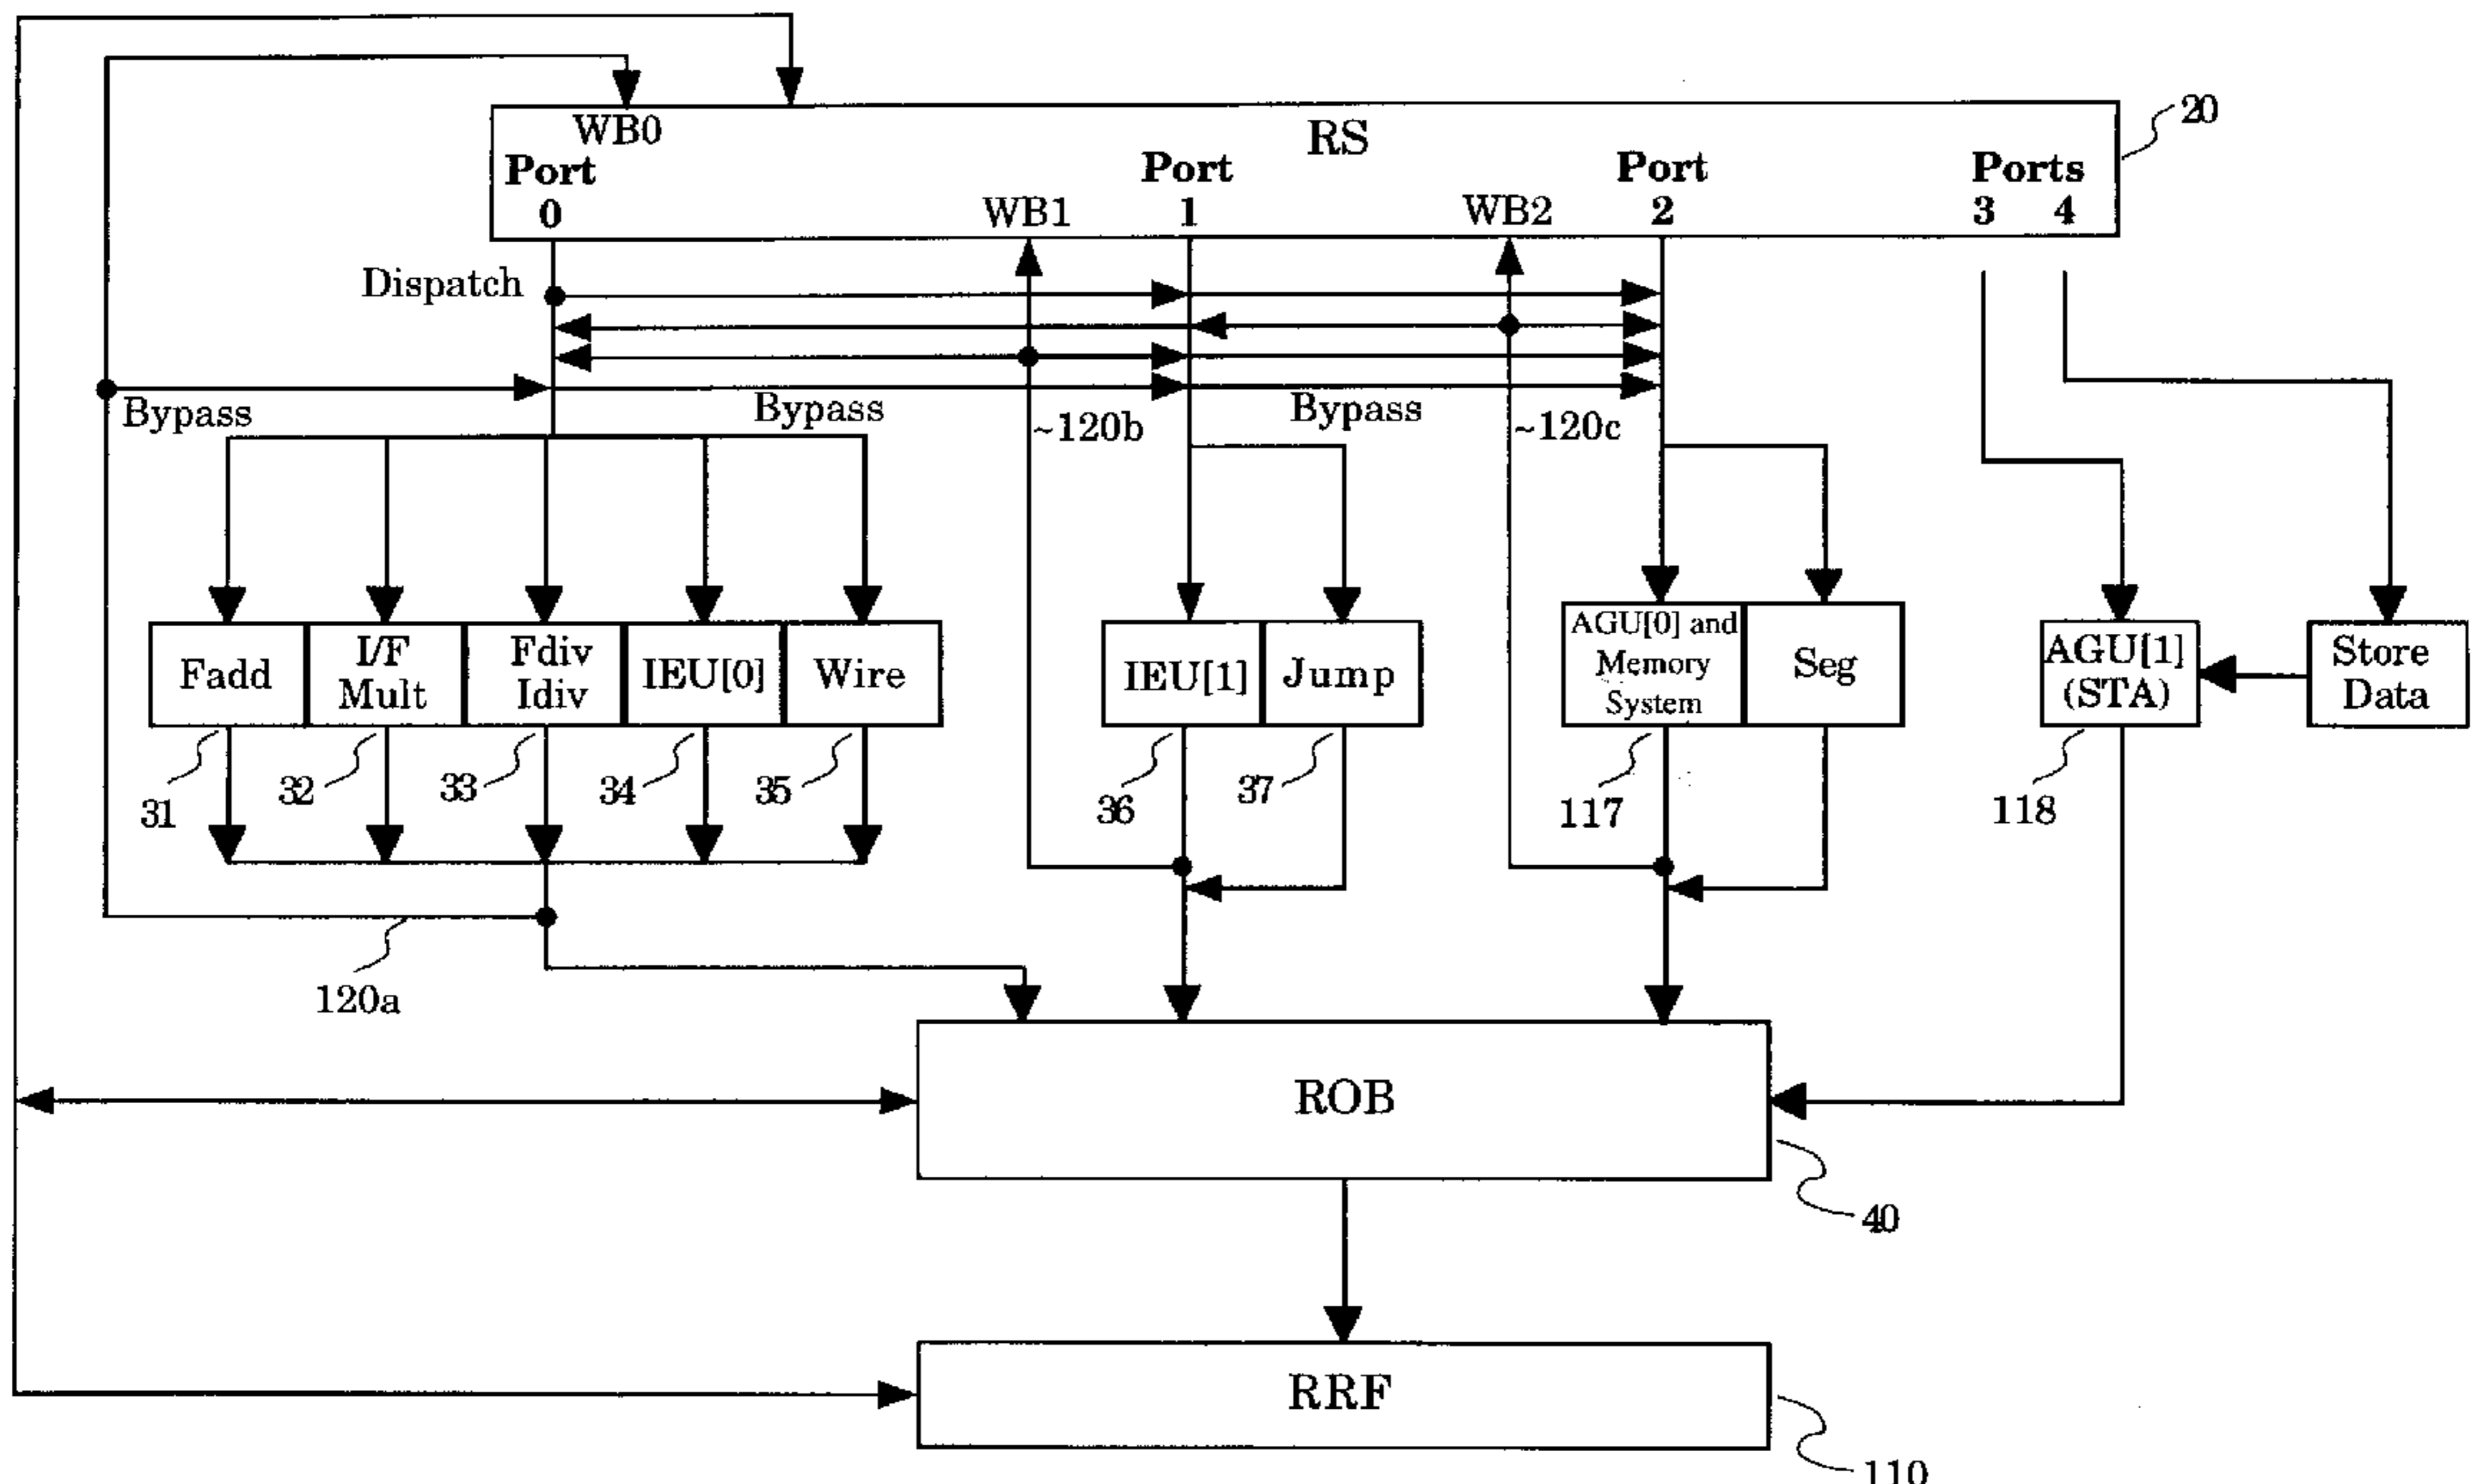 WB0
RS
20
Port
0
WB1
Port
1
WB2
Port
2
Ports
3 4
Dispatch
Bypass
Bypass
Bypass
~120b
~120c
Fadd
I/F
Mult
Fdiv
Idiv
IEU[0]
Wire
IEU[1]
Jump
AGU[0] and
Memory
System
Seg
AGU[1]
(STA)
Store
Data
31
32
33
34
35
36
37
117
118
120a
ROB
40
RRF
110